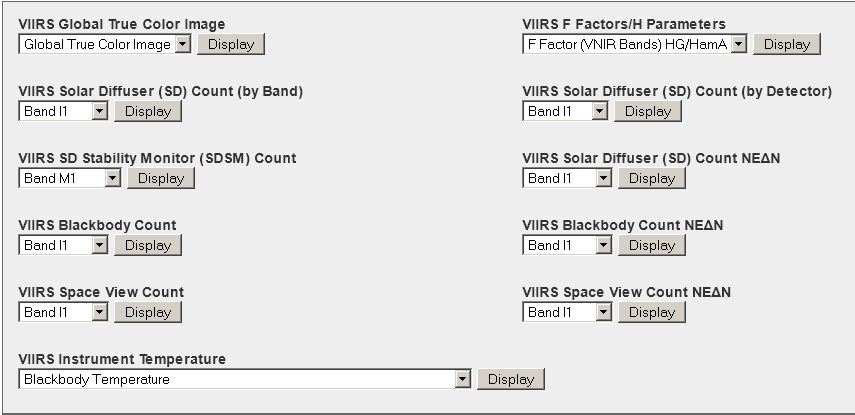 VIIRS Global True Color Image
Global True Color Image Display
VIIRS F Factors/H Parameters
F Factor (VNIR Bands) HG/HamA Display
VIIRS Solar Diffuser (SD) Count (by Band)
Band I1 Display
VIIRS Solar Diffuser (SD) Count (by Detector)
Band I1 Display
VIIRS SD Stability Monitor (SDSM) Count
Band M1 Display
VIIRS Solar Diffuser (SD) Count NEΔN
Band I1 Display
VIIRS Blackbody Count
Band I1 Display
VIIRS Blackbody Count NEΔN
Band I1 Display
VIIRS Space View Count
Band I1 Display
VIIRS Space View Count NEΔN
Band I1 Display
VIIRS Instrument Temperature
Blackbody Temperature Display